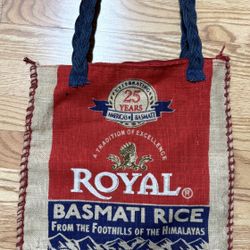 CELEBRATING
25
YEARS
AMERICA'S #1 BASMATI
A TRADITION OF EXCELLENCE
ROYAL®
BASMATI RICE
FROM THE FOOTHILLS OF THE HIMALAYAS